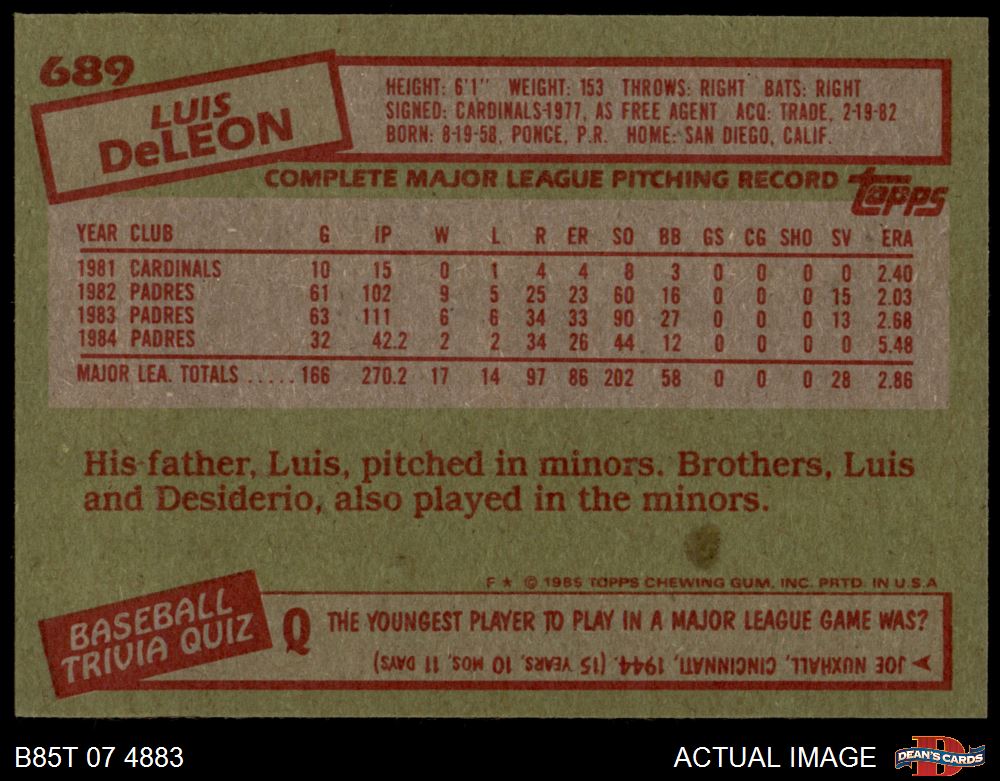 689
LUIS
DeLEON
HEIGHT: 6'1" WEIGHT: 153 THROWS: RIGHT BATS: RIGHT
SIGNED: CARDINALS-1977, AS FREE AGENT ACQ: TRADE, 2-19-82
BORN: 8-19-58, PONCE, P.R. HOME: SAN DIEGO, CALIF.
COMPLETE MAJOR LEAGUE PITCHING RECORD topps
YEAR CLUB G IP W L R ER SO BB GS CG SHO SV ERA
1981 CARDINALS 10 15 0 1 4 4 8 3 0 0 0 0 2.40
1982 PADRES 61 102 9 5 25 23 60 16 0 0 0 15 2.03
1983 PADRES 63 111 6 6 34 33 90 27 0 0 0 13 2.68
1984 PADRES 32 42.2 2 2 34 26 44 12 0 0 0 0 5.48
MAJOR LEA. TOTALS ..... 166 270.2 17 14 97 86 202 58 0 0 0 28 2.86
His father, Luis, pitched in minors. Brothers, Luis
and Desiderio, also played in the minors.
F ★ © 1985 TOPPS CHEWING GUM, INC. PRTD. IN U.S.A
BASEBALL
TRIVIA QUIZ
Q THE YOUNGEST PLAYER TO PLAY IN A MAJOR LEAGUE GAME WAS?
JOE NUXHALL, CINCINNATI, 1944. (15 YEARS, 10 MOS, 11 DAYS)
B85T 07 4883
ACTUAL IMAGE
D
DEAN'S CARDS